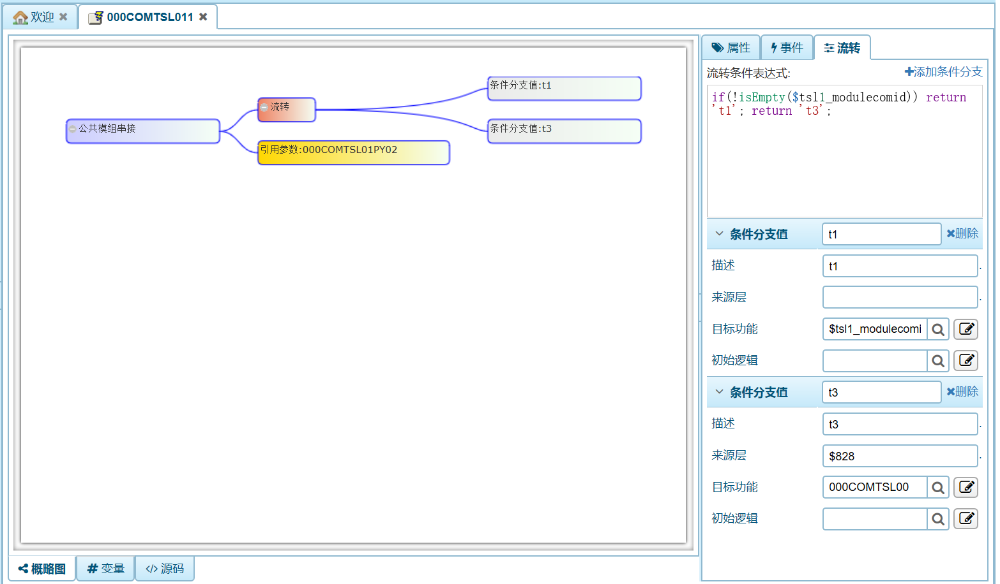 欢迎
000COMTSL011
公共模组串接
流转
引用参数:000COMTSL01PY02
条件分支值:t1
条件分支值:t3
概略图
变量
源码
属性
事件
流转
流转条件表达式:
添加条件分支
if(!isEmpty($tsl1_modulecomid)) return
't1'; return 't3';
条件分支值 t1 删除
描述 t1 .
来源层 .
目标功能 $tsl1_modulecomi
初始逻辑
条件分支值 t3 删除
描述 t3 .
来源层 $828 .
目标功能 000COMTSL00
初始逻辑